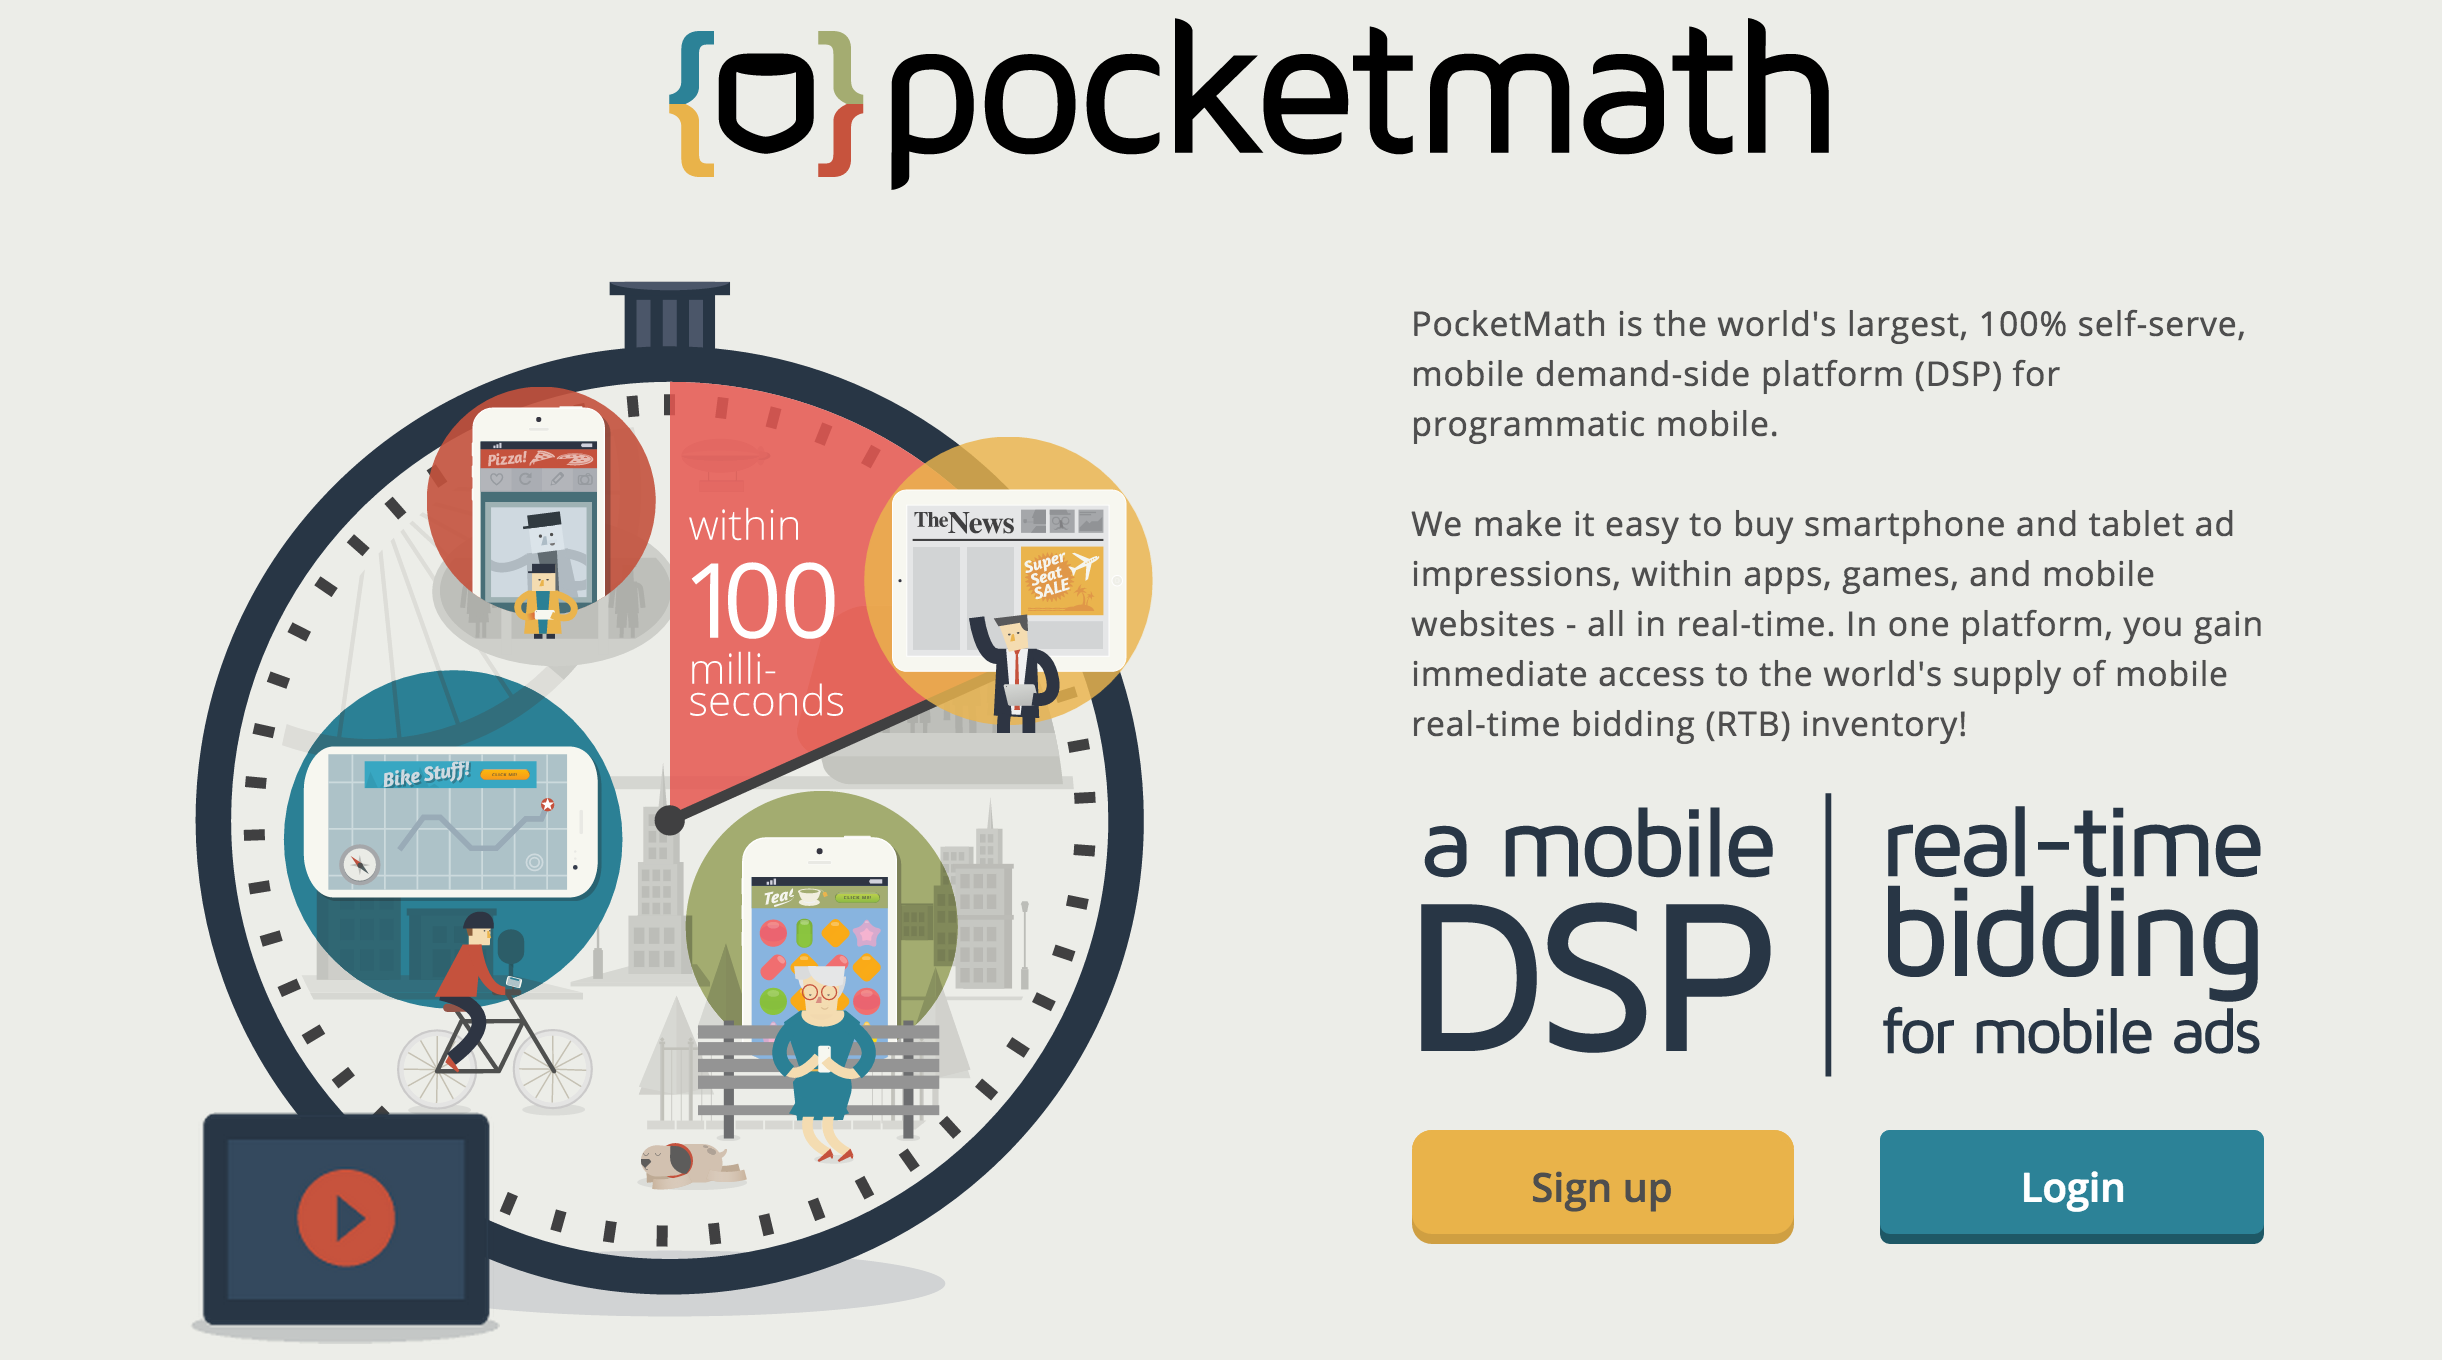 pocketmath
PocketMath is the world's largest, 100% self-serve,
mobile demand-side platform (DSP) for
programmatic mobile.
We make it easy to buy smartphone and tablet ad
impressions, within apps, games, and mobile
websites - all in real-time. In one platform, you gain
immediate access to the world's supply of mobile
real-time bidding (RTB) inventory!
a mobile
DSP
real-time
bidding
for mobile ads
Sign up
Login
within
100
milli-
seconds
Pizza!
The News
Super
Seat
SALE
Bike Stuff!
Tea!